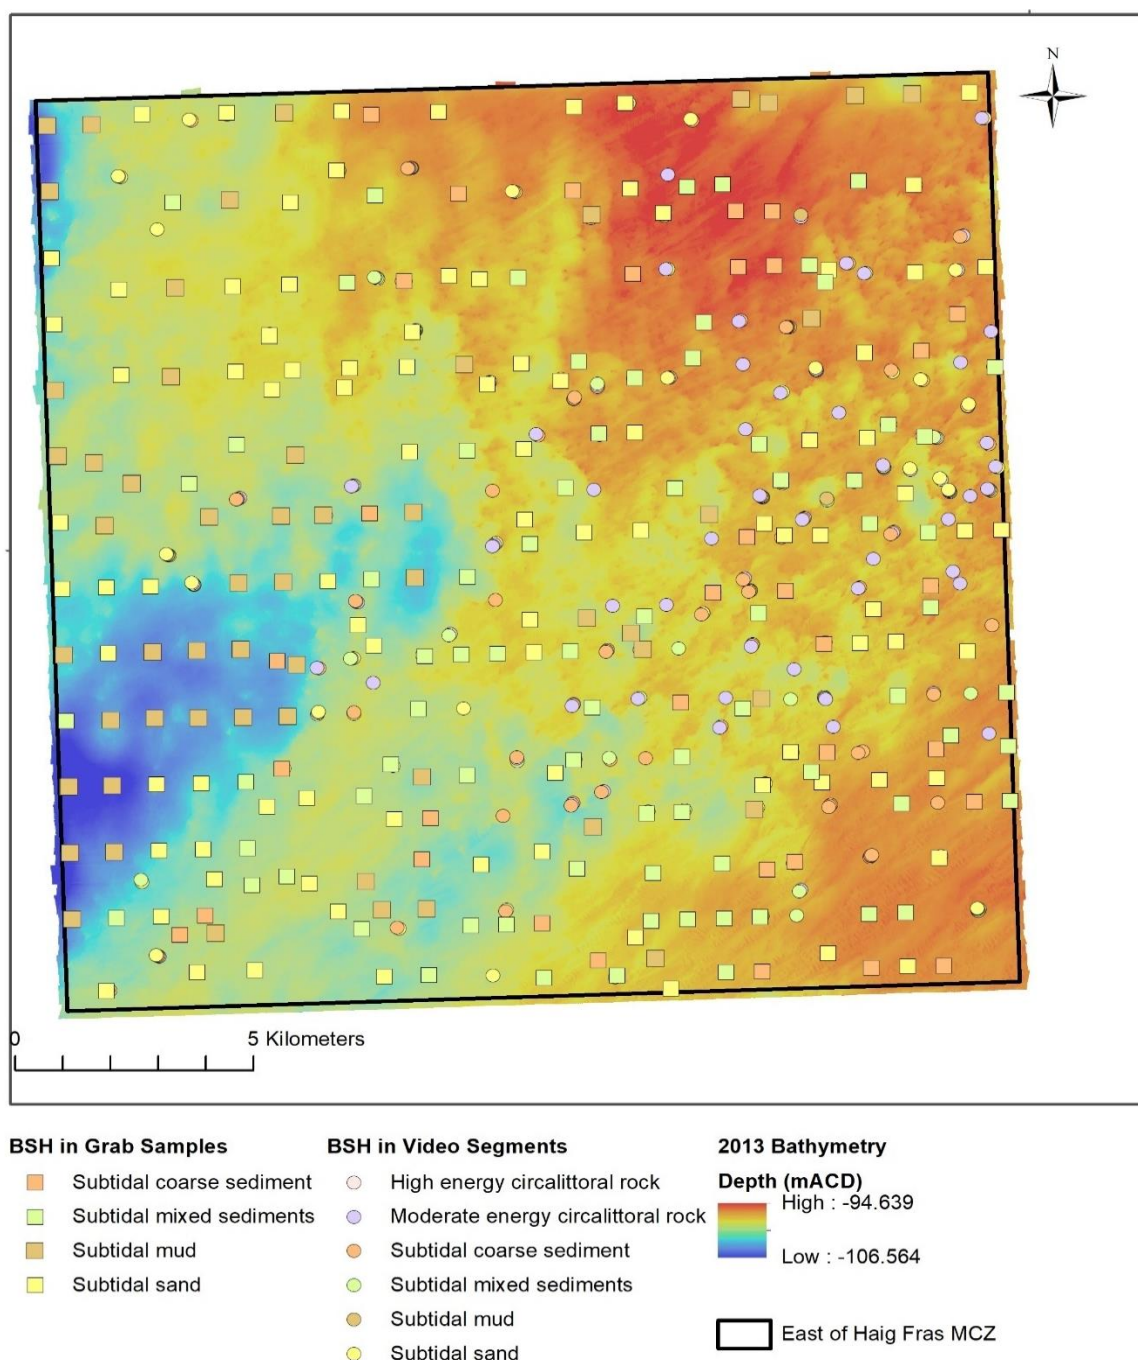 N
0 5 Kilometers
BSH in Grab Samples
Subtidal coarse sediment
Subtidal mixed sediments
Subtidal mud
Subtidal sand
BSH in Video Segments
High energy circalittoral rock
Moderate energy circalittoral rock
Subtidal coarse sediment
Subtidal mixed sediments
Subtidal mud
Subtidal sand
2013 Bathymetry
Depth (mACD)
High : -94.639
Low : -106.564
East of Haig Fras MCZ